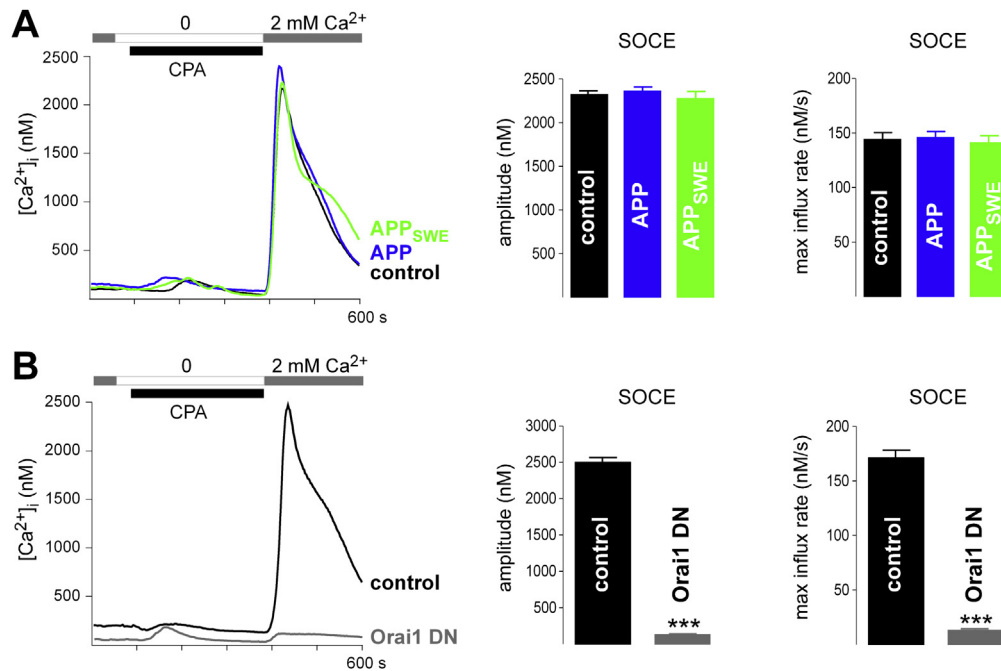 A
0
2 mM Ca2+
CPA
[Ca2+]i (nM)
2500
2000
1500
1000
500
APPSWE
APP
control
600 s
SOCE
amplitude (nM)
2500
2000
1500
1000
500
control
APP
APPSWE
SOCE
max influx rate (nM/s)
200
150
100
50
control
APP
APPSWE
B
0
2 mM Ca2+
CPA
[Ca2+]i (nM)
2500
2000
1500
1000
500
control
Orai1 DN
600 s
SOCE
amplitude (nM)
3000
2500
3000
1500
1000
500
control
Orai1 DN
***
SOCE
max influx rate (nM/s)
200
150
100
50
control
Orai1 DN
***